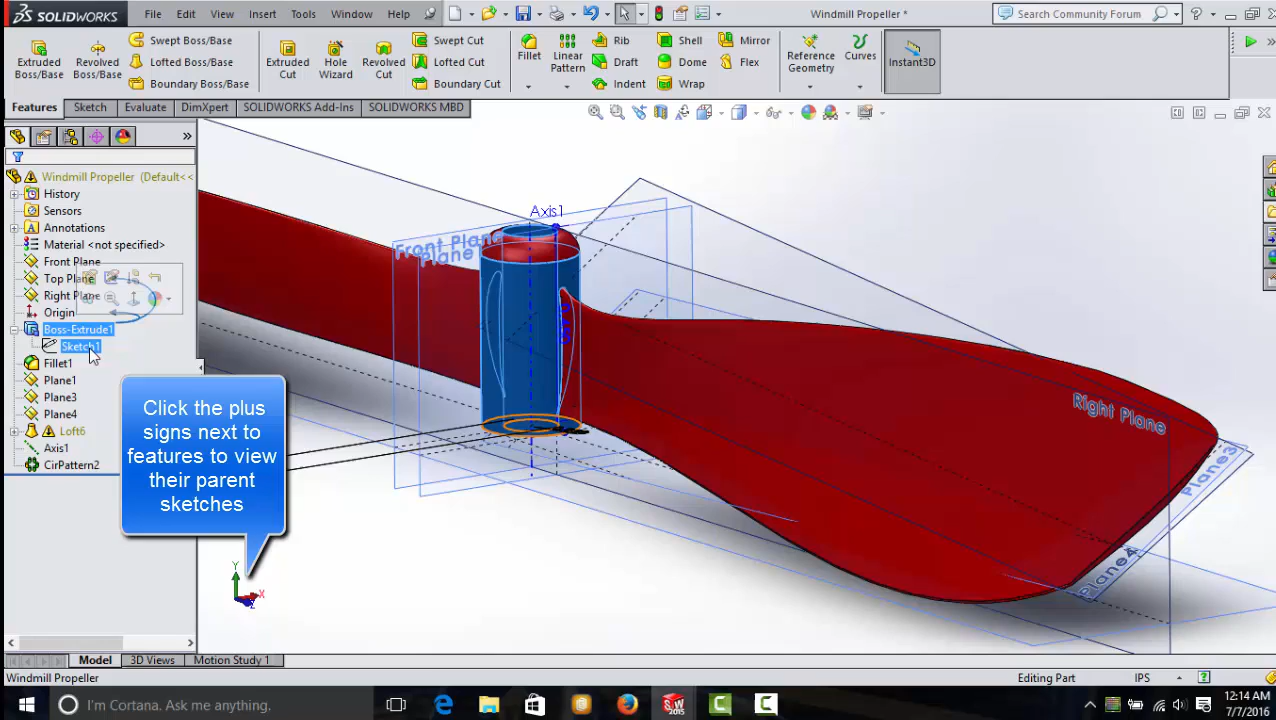 SOLIDWORKS
File Edit View Insert Tools Window Help
Windmill Propeller *
Search Community Forum
Extruded Boss/Base
Revolved Boss/Base
Swept Boss/Base
Lofted Boss/Base
Boundary Boss/Base
Extruded Cut
Hole Wizard
Revolved Cut
Swept Cut
Lofted Cut
Boundary Cut
Fillet
Linear Pattern
Rib
Draft
Indent
Shell
Dome
Wrap
Mirror
Flex
Reference Geometry
Curves
Instant3D
Features Sketch Evaluate DimXpert SOLIDWORKS Add-Ins SOLIDWORKS MBD
Windmill Propeller (Default<<
History
Sensors
Annotations
Material <not specified>
Front Plane
Top Plane
Right Plane
Origin
Boss-Extrude1
Sketch1
Fillet1
Plane1
Plane3
Plane4
Loft6
Axis1
CirPattern2
Click the plus
signs next to
features to view
their parent
sketches
Axis1
Front Plane
Plane
Right Plane
Plane3
Plane4
Y
X
Z
Model 3D Views Motion Study 1
Windmill Propeller
Editing Part IPS
I'm Cortana. Ask me anything.
SW
2015
12:14 AM
7/7/2016